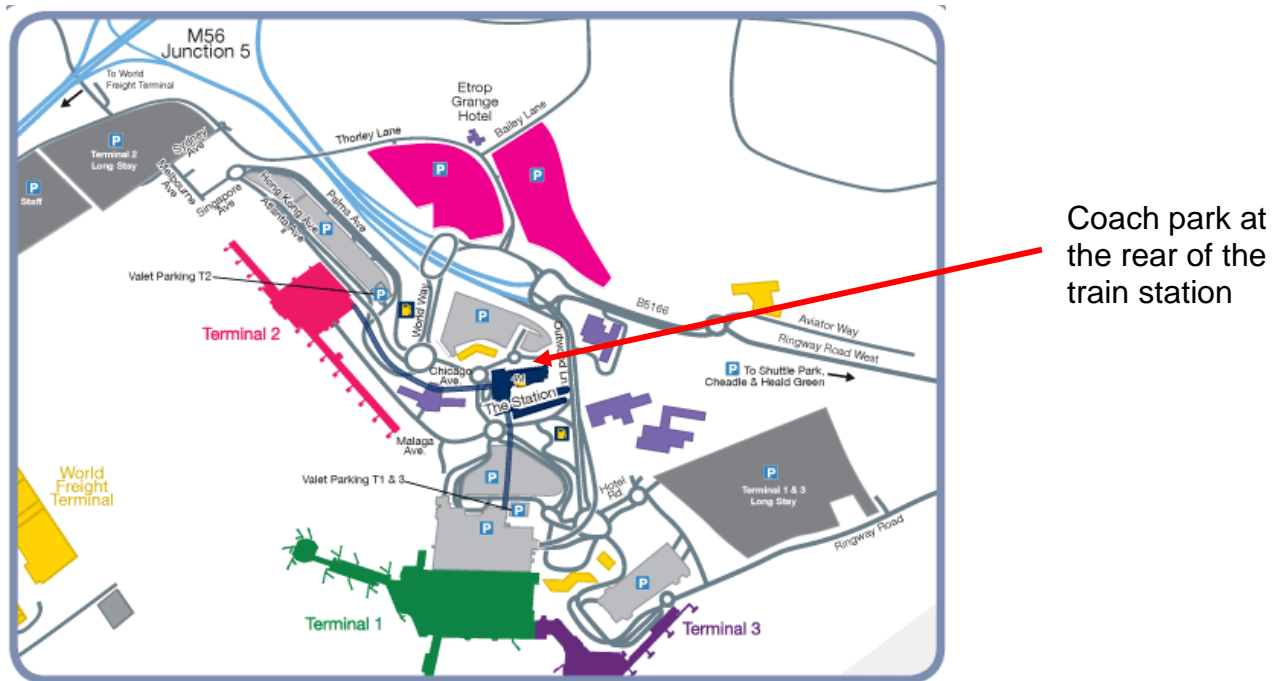 M56
Junction 5
To World
Freight Terminal
Etrop
Grange
Hotel
Bailey Lane
Thorley Lane
P
Terminal 2
Long Stay
Sydney
Ave
Melbourne
Ave
Singapore
Ave
P
Staff
P
P
Hong Kong Ave.
Atlanta Ave
Palma Ave
P
Valet Parking T2
P
World Way
Terminal 2
P
Outwood Ln.
B5166
Aviator Way
Ringway Road West
P To Shuttle Park,
Cheadle & Heald Green
Chicago
Ave.
The Station
Malaga
Ave.
Coach park at
the rear of the
train station
World
Freight
Terminal
Valet Parking T1 & 3
P
P
P
Hotel
Rd.
P
Terminal 1 & 3
Long Stay
Ringway Road
P
Terminal 1
Terminal 3